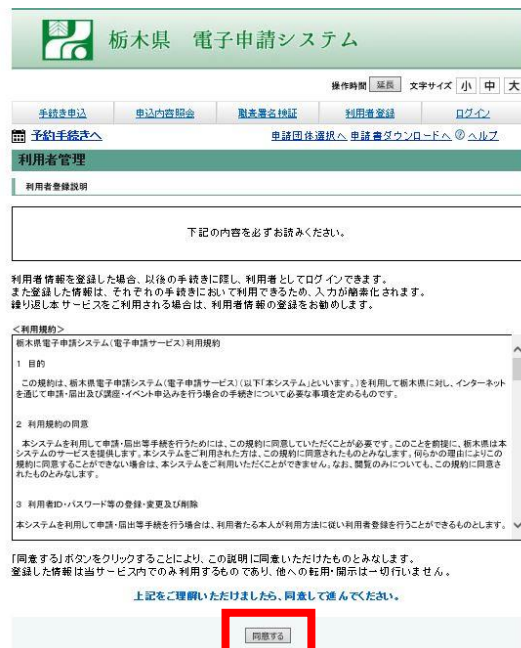 栃木県 電子申請システム
操作時間 延長 文字サイズ 小 中 大
手続き申込 申込内容照会 職責署名検証 利用者登録 ログイン
予約手続きへ 申請団体選択へ 申請書ダウンロードへ ? ヘルプ
利用者管理
利用者登録説明
下記の内容を必ずお読みください。
利用者情報を登録した場合、以後の手続きに際し、利用者としてログインできます。
また登録した情報は、それぞれの手続きにおいて利用できるため、入力が簡素化されます。
繰り返し本サービスをご利用される場合は、利用者情報の登録をお勧めします。
<利用規約>
栃木県電子申請システム(電子申請サービス)利用規約
1 目的
この規約は、栃木県電子申請システム(電子申請サービス)(以下「本システム」といいます。)を利用して栃木県に対し、インターネット
を通じて申請・届出及び講座・イベント申込みを行う場合の手続きについて必要な事項を定めるものです。
2 利用規約の同意
本システムを利用して申請・届出等手続を行うためには、この規約に同意していただくことが必要です。このことを前提に、栃木県は本
システムのサービスを提供します。本システムをご利用された方は、この規約に同意されたものとみなします。何らかの理由によりこの
規約に同意することができない場合は、本システムをご利用いただくことができません。なお、閲覧のみについても、この規約に同意さ
れたものとみなします。
3 利用者ID・パスワード等の登録・変更及び削除
本システムを利用して申請・届出等手続を行う場合は、利用者たる本人が利用方法に従い利用者登録を行うことができるものとします。
「同意する」ボタンをクリックすることにより、この説明に同意いただけたものとみなします。
登録した情報は当サービス内でのみ利用するものであり、他への転用・開示は一切行いません。
上記をご理解いただけましたら、同意して進んでください。
同意する